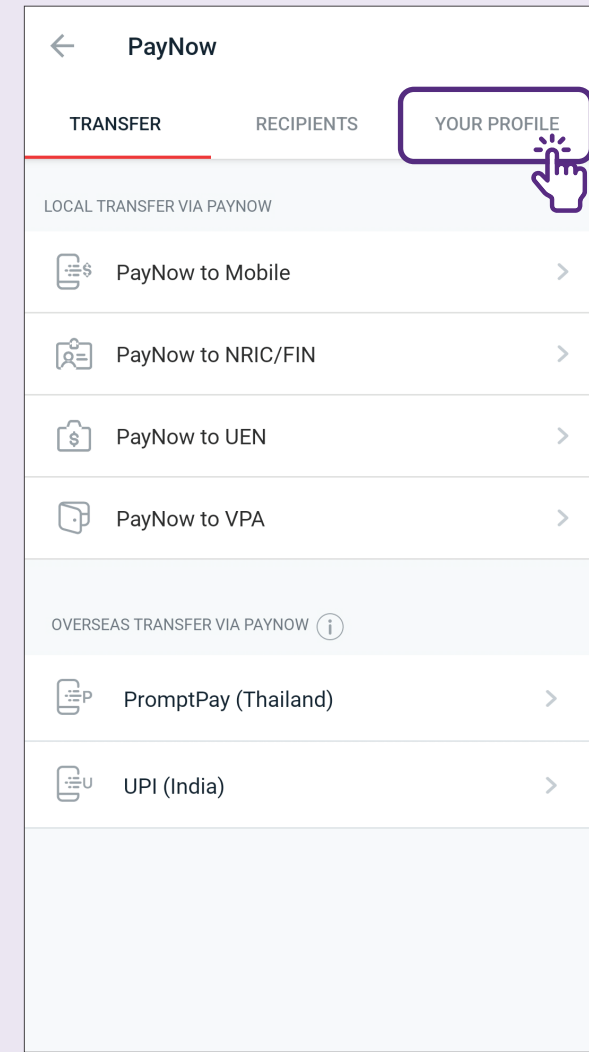 PayNow
TRANSFER RECIPIENTS YOUR PROFILE
LOCAL TRANSFER VIA PAYNOW
$ PayNow to Mobile
PayNow to NRIC/FIN
$ PayNow to UEN
PayNow to VPA
OVERSEAS TRANSFER VIA PAYNOW i
P PromptPay (Thailand)
U UPI (India)